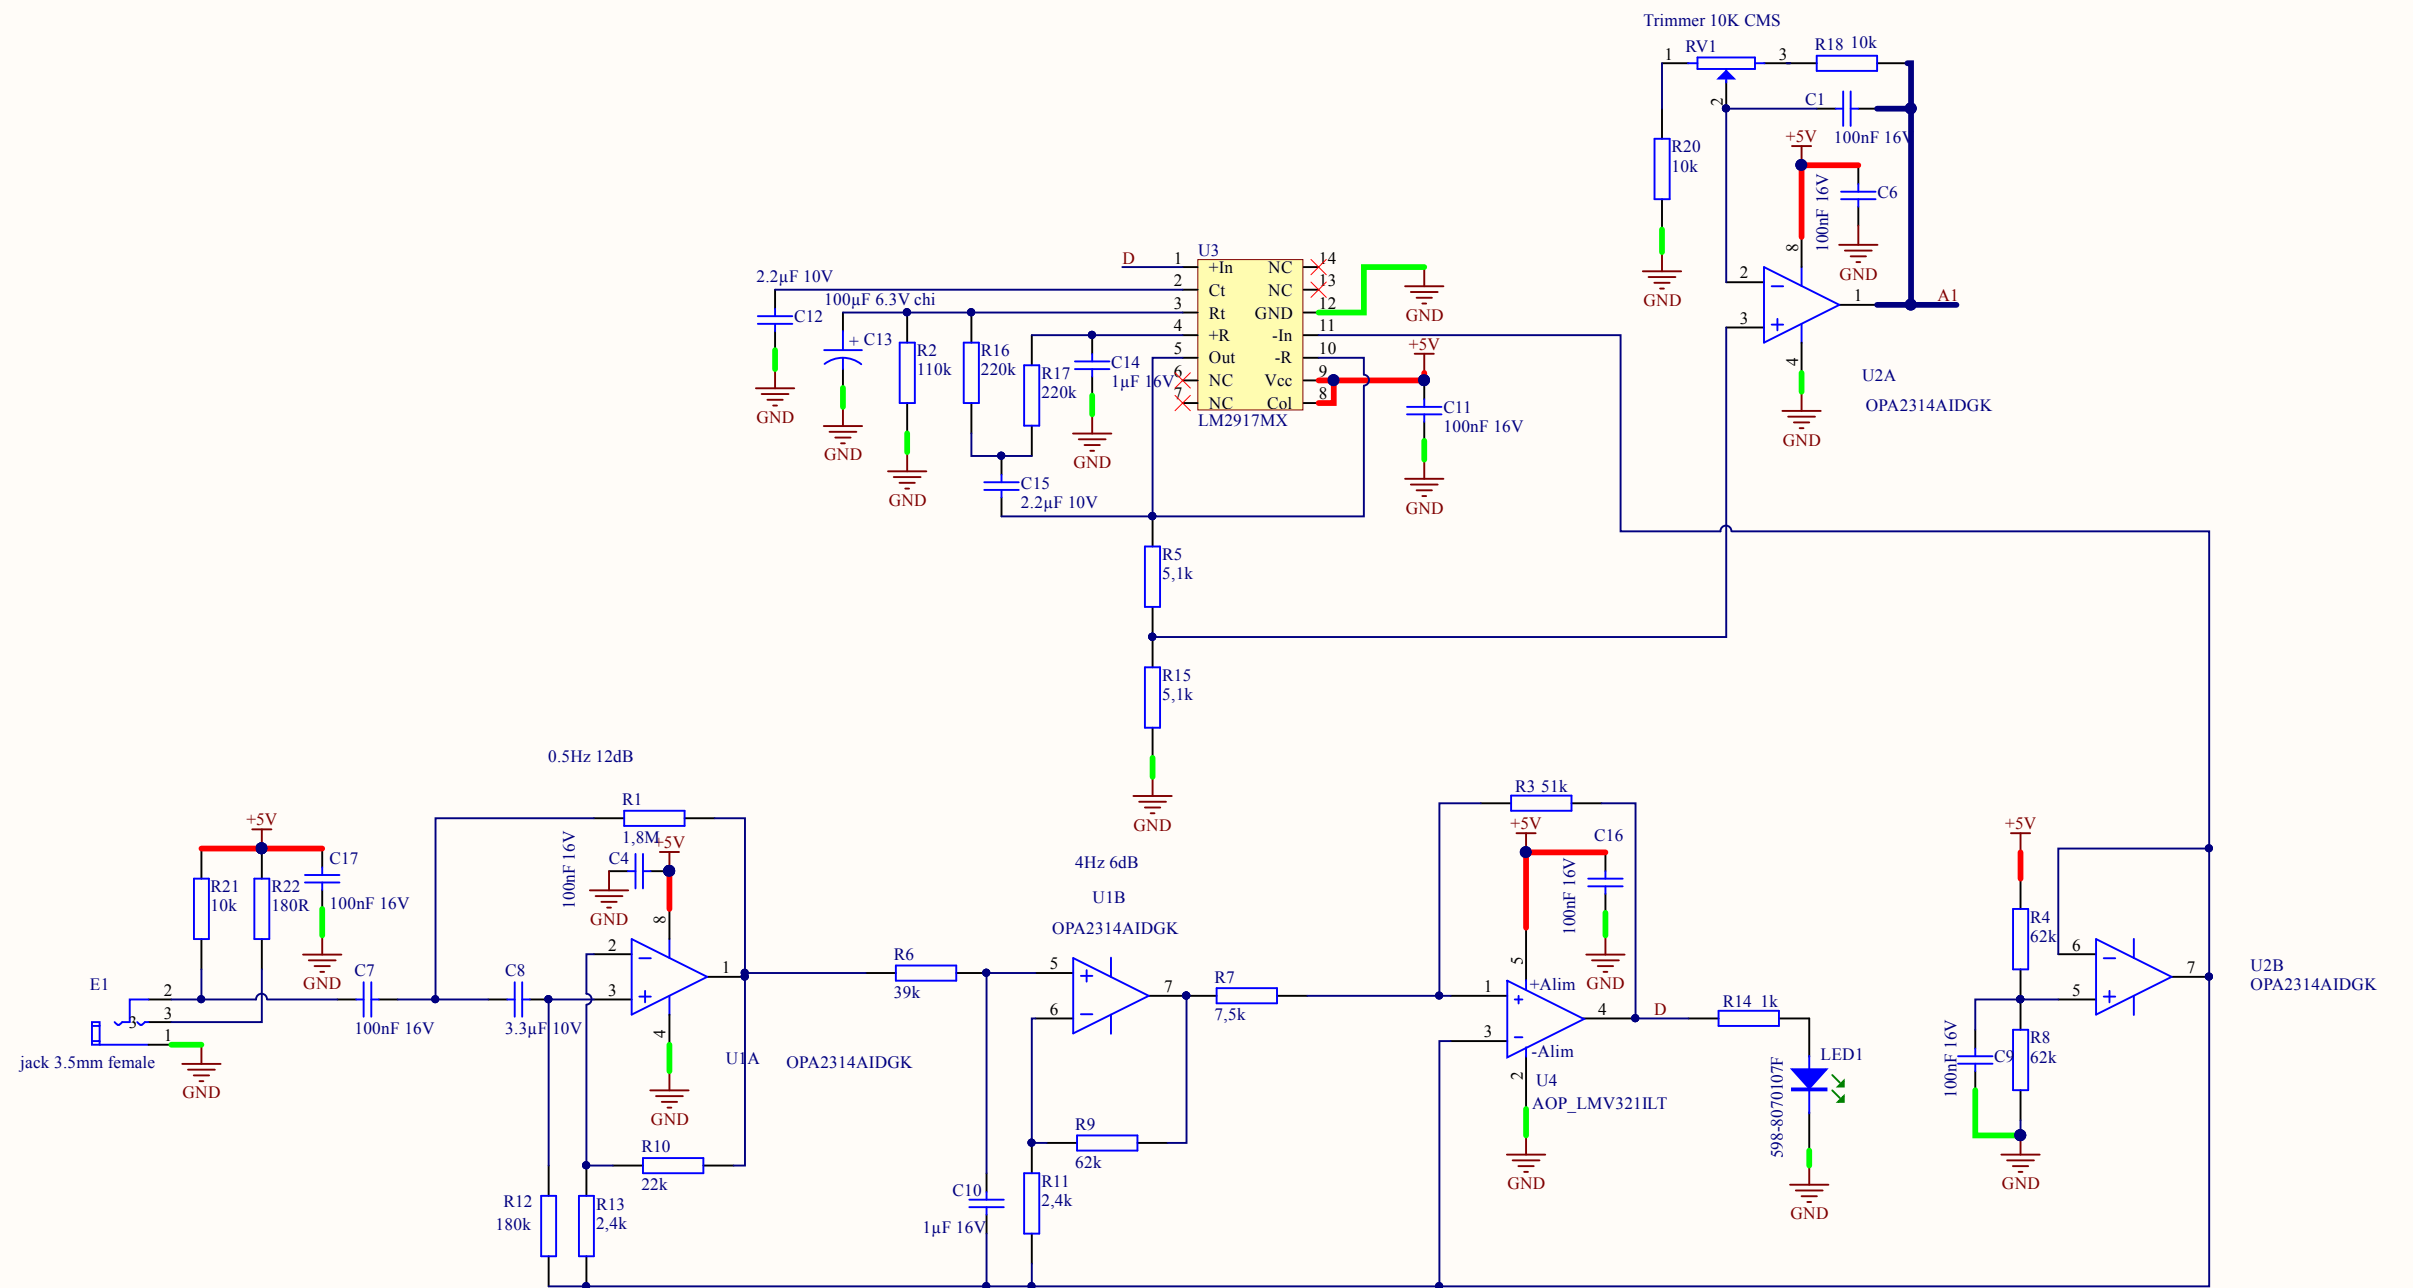 Trimmer 10K CMS
RV1
1
3
2
R18 10k
C1
100nF 16V
R20
10k
GND
+5V
100nF 16V
C6
GND
8
2
3
1
4
A1
U2A
OPA2314AIDGK
GND
U3
D
1 +In
2 Ct
3 Rt
4 +R
5 Out
6 NC
7 NC
NC 14
NC 13
GND 12
-In 11
-R 10
Vcc 9
Col 8
LM2917MX
GND
+5V
C11
100nF 16V
GND
2.2µF 10V
C12
GND
100µF 6.3V chi
+ C13
GND
R2
110k
GND
R16
220k
R17
220k
C14
1µF 16V
GND
C15
2.2µF 10V
R5
5,1k
R15
5,1k
GND
0.5Hz 12dB
R1
1,8M
+5V
C4
100nF 16V
GND
+5V
R21
10k
R22
180R
C17
100nF 16V
GND
E1
2
3
3
1
jack 3.5mm female
GND
C7
100nF 16V
C8
3.3µF 10V
8
2
3
1
4
U1A
OPA2314AIDGK
GND
R10
22k
R12
180k
R13
2,4k
4Hz 6dB
U1B
OPA2314AIDGK
R6
39k
5
6
7
R7
7,5k
R9
62k
C10
1µF 16V
R11
2,4k
R3 51k
+5V
C16
100nF 16V
GND
5
+Alim
1
3
4
-Alim
2
U4
AOP_LMV321ILT
GND
D
R14 1k
LED1
598-8070107F
GND
+5V
R4
62k
R8
62k
C9
100nF 16V
GND
6
5
7
U2B
OPA2314AIDGK